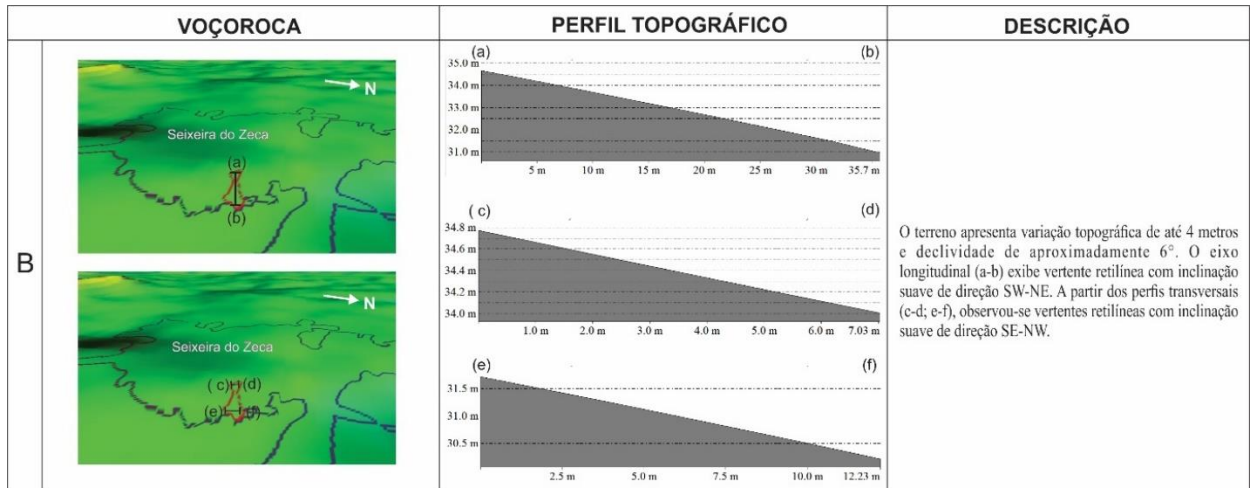 VOÇOROCA
PERFIL TOPOGRÁFICO
DESCRIÇÃO
B
N
Seixeira do Zeca
(a)
(b)
N
Seixeira do Zeca
( c) (d)
(e)
(a) (b)
35.0 m
34.0 m
33.0 m
32.0 m
31.0 m
5 m 10 m 15 m 20 m 25 m 30 m 35.7 m
( c) (d)
34.8 m
34.6 m
34.4 m
34.2 m
34.0 m
1.0 m 2.0 m 3.0 m 4.0 m 5.0 m 6.0 m 7.03 m
(e) (f)
31.5 m
31.0 m
30.5 m
2.5 m 5.0 m 7.5 m 10.0 m 12.23 m
O terreno apresenta variação topográfica de até 4 metros
e declividade de aproximadamente 6°. O eixo
longitudinal (a-b) exibe vertente retilínea com inclinação
suave de direção SW-NE. A partir dos perfis transversais
(c-d; e-f), observou-se vertentes retilíneas com inclinação
suave de direção SE-NW.